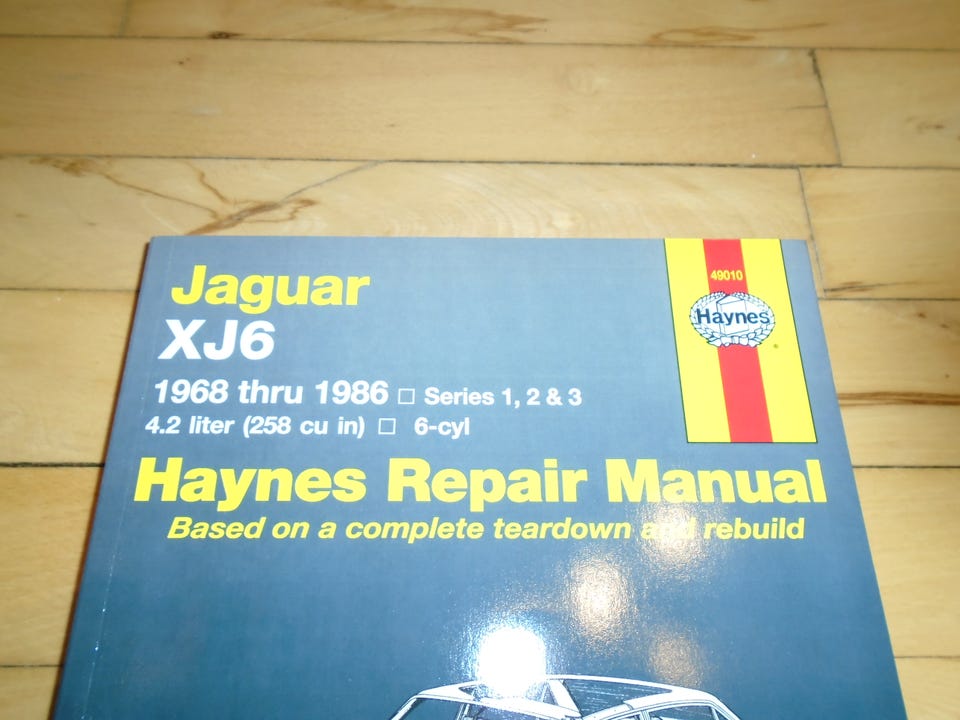 Jaguar
XJ6
1968 thru 1986 □ Series 1, 2 & 3
4.2 liter (258 cu in) □ 6-cyl
Haynes Repair Manual
Based on a complete teardown and rebuild
49010
Haynes